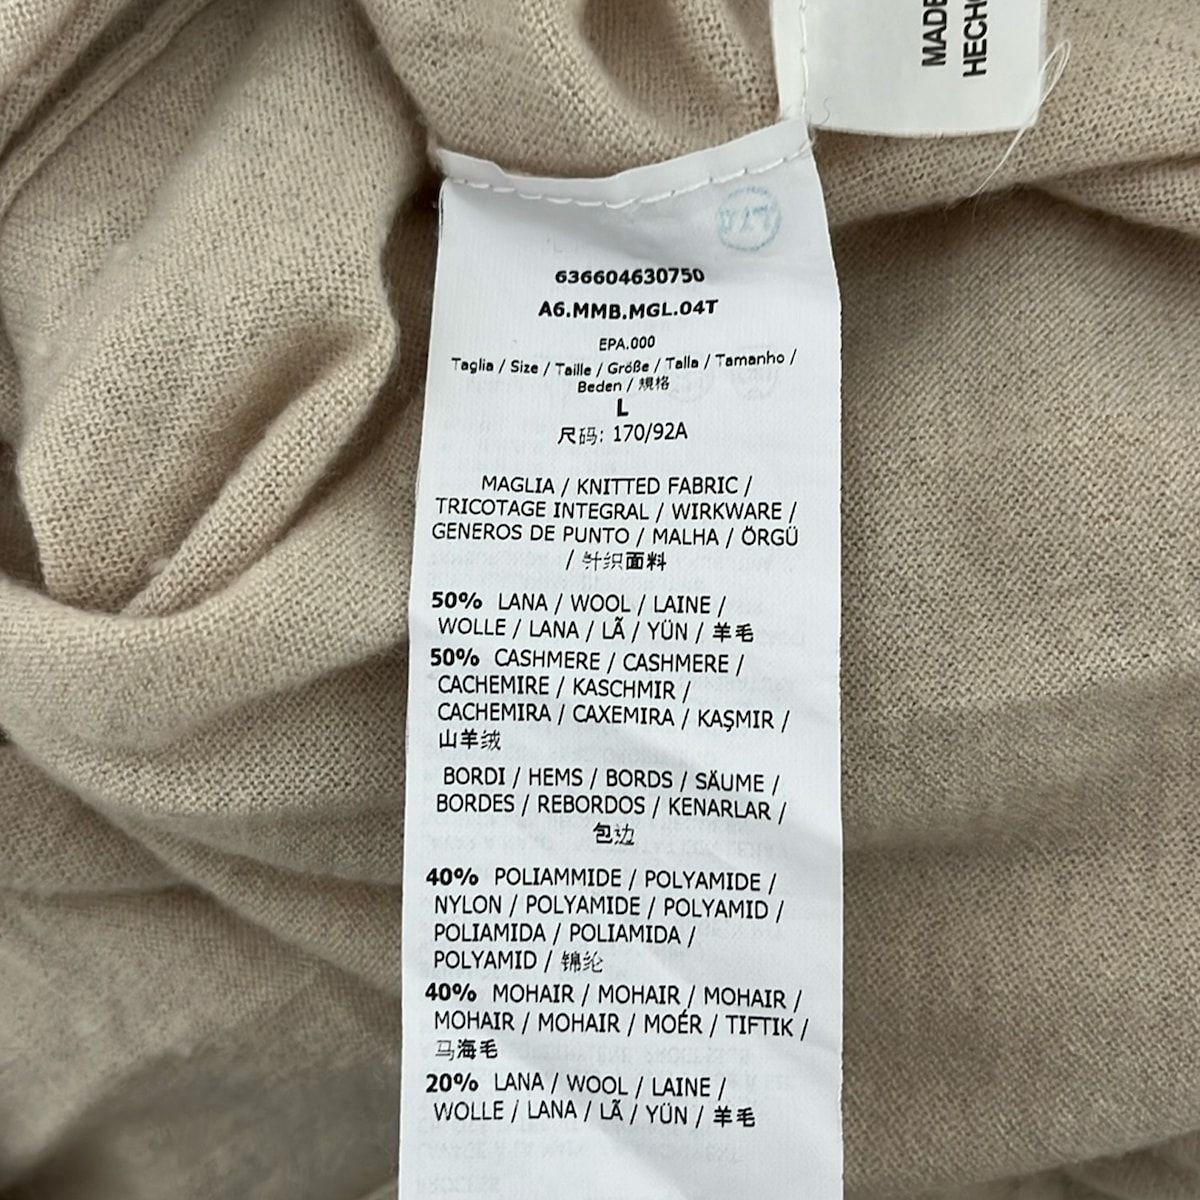 MADE
HECHO
636604630750
A6.MMB.MGL.04T
EPA.000
Taglia / Size / Taille / Größe / Talla / Tamanho /
Beden / 規格
L
尺码: 170/92A
MAGLIA / KNITTED FABRIC /
TRICOTAGE INTEGRAL / WIRKWARE /
GENEROS DE PUNTO / MALHA / ÖRGÜ
/ 针织面料
50% LANA / WOOL / LAINE /
WOLLE / LANA / LÃ / YÜN / 羊毛
50% CASHMERE / CASHMERE /
CACHEMIRE / KASCHMIR /
CACHEMIRA / CAXEMIRA / KAŞMIR /
山羊绒
BORDI / HEMS / BORDS / SÄUME /
BORDES / REBORDOS / KENARLAR /
包边
40% POLIAMMIDE / POLYAMIDE /
NYLON / POLYAMIDE / POLYAMID /
POLIAMIDA / POLIAMIDA /
POLYAMID / 锦纶
40% MOHAIR / MOHAIR / MOHAIR /
MOHAIR / MOHAIR / MOÉR / TIFTIK /
马海毛
20% LANA / WOOL / LAINE /
WOLLE / LANA / LÃ / YÜN / 羊毛